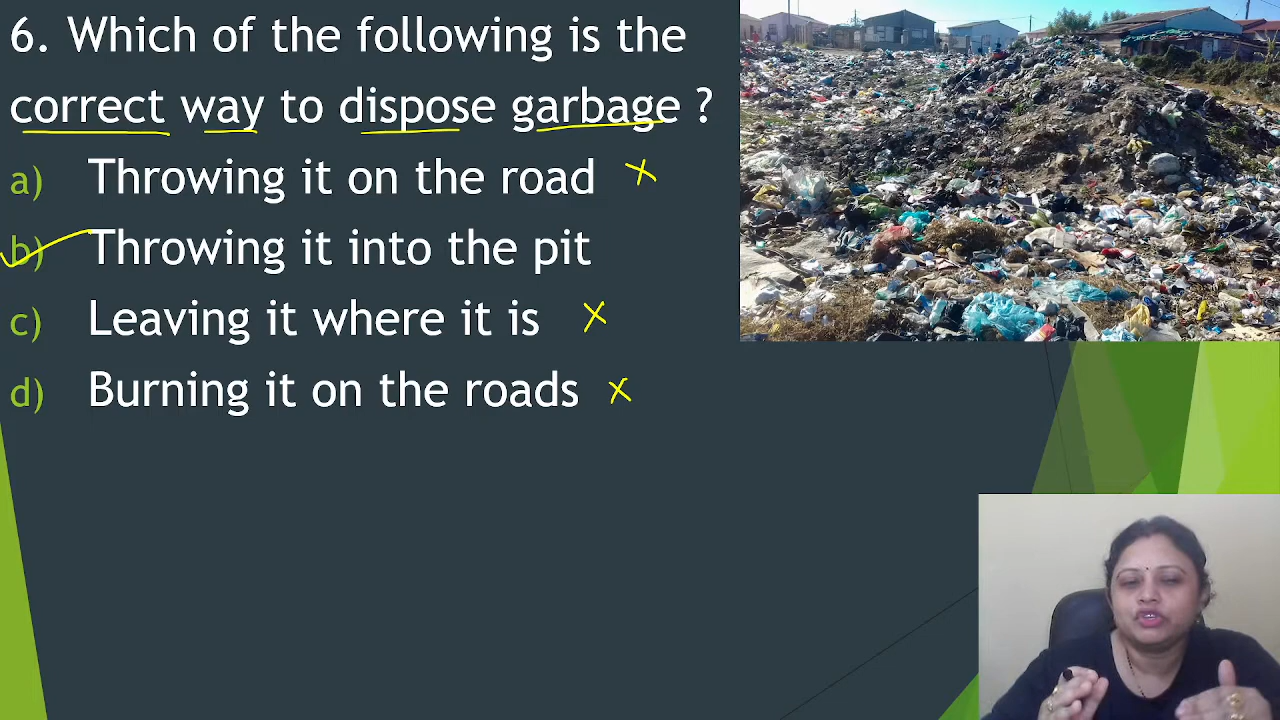 6. Which of the following is the
correct way to dispose garbage ?
a) Throwing it on the road
b) Throwing it into the pit
c) Leaving it where it is
d) Burning it on the roads